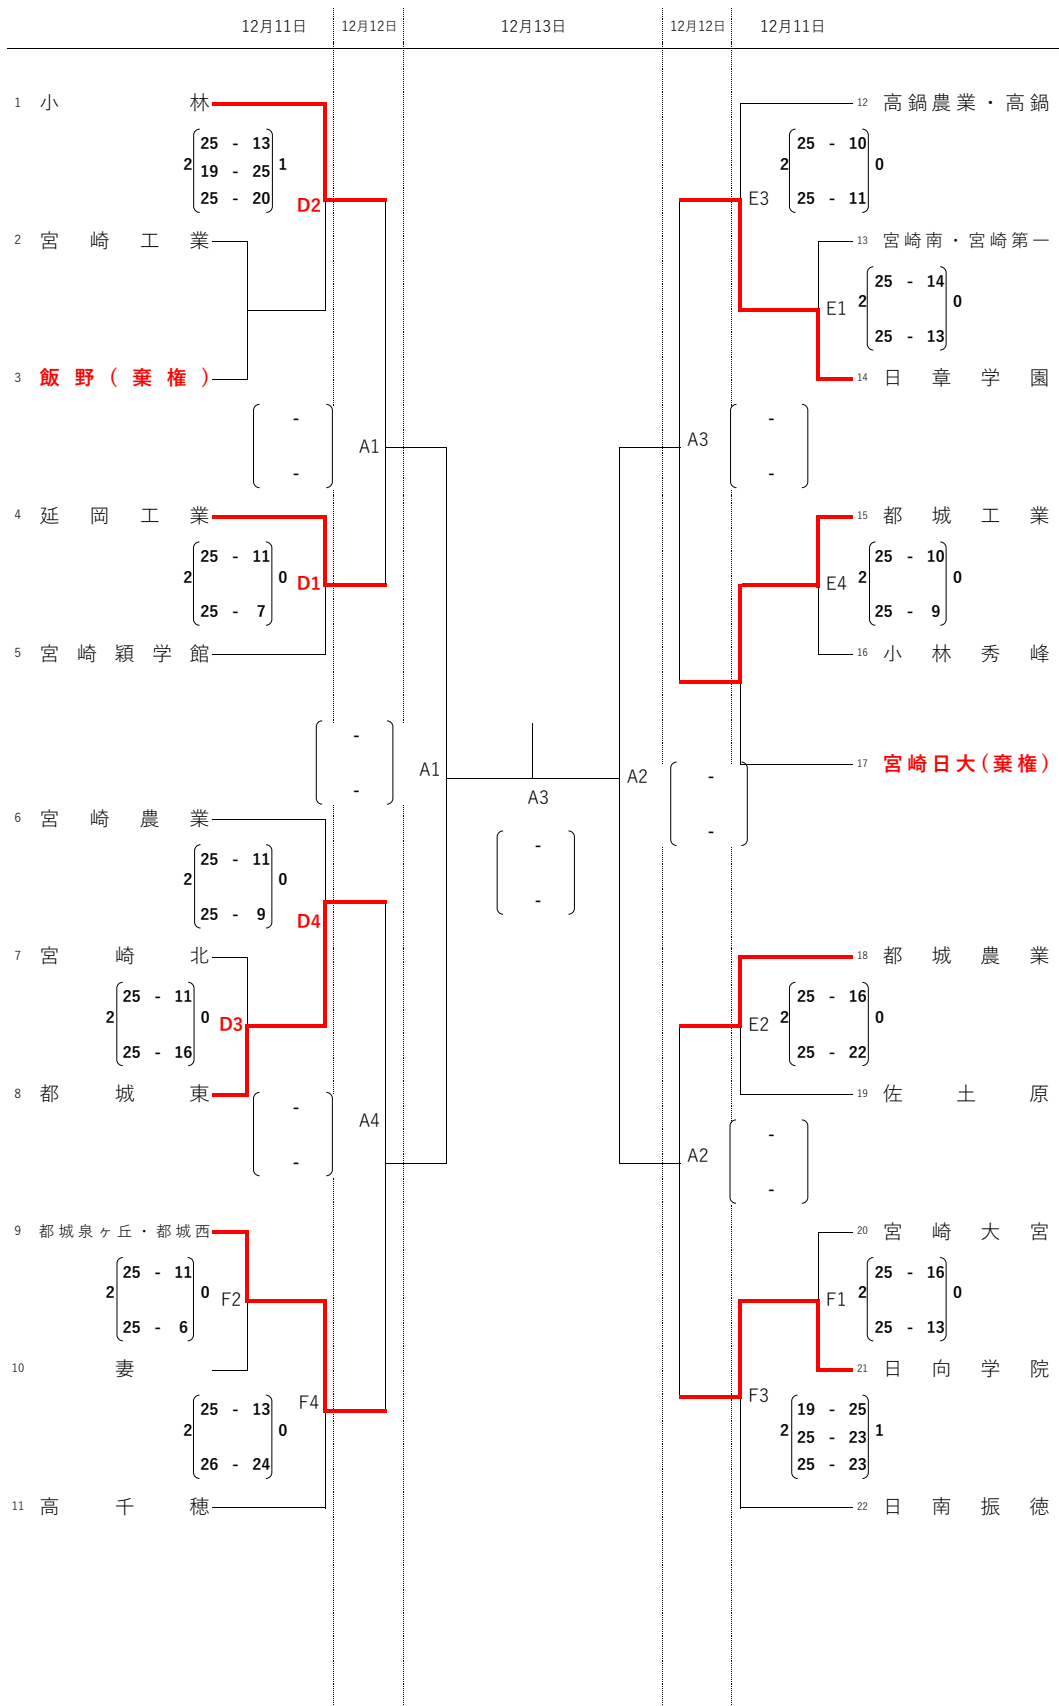 12月11日 12月12日 12月13日 12月12日 12月11日
1 小林
12 高鍋農業・高鍋
2 25 - 13 1
19 - 25
25 - 20
D2
2 25 - 10 0
25 - 11
E3
2 宮崎工業
13 宮崎南・宮崎第一
E1 2 25 - 14 0
25 - 13
3 飯野(棄権)
14 日章学園
-
-
A1
A3
-
-
4 延岡工業
15 都城工業
2 25 - 11 0 D1
25 - 7
E4 2 25 - 10 0
25 - 9
5 宮崎穎学館
16 小林秀峰
-
-
A1
17 宮崎日大(棄権)
A2
-
-
A3
-
-
6 宮崎農業
2 25 - 11 0
25 - 9
D4
7 宮崎北
18 都城農業
2 25 - 11 0 D3
25 - 16
E2 2 25 - 16 0
25 - 22
8 都城東
19 佐土原
-
-
A4
A2
-
-
9 都城泉ヶ丘・都城西
20 宮崎大宮
2 25 - 11 0 F2
25 - 6
F1 2 25 - 16 0
25 - 13
10 妻
21 日向学院
2 25 - 13 0
26 - 24
F4
F3
2 19 - 25 1
25 - 23
25 - 23
11 高千穂
22 日南振徳